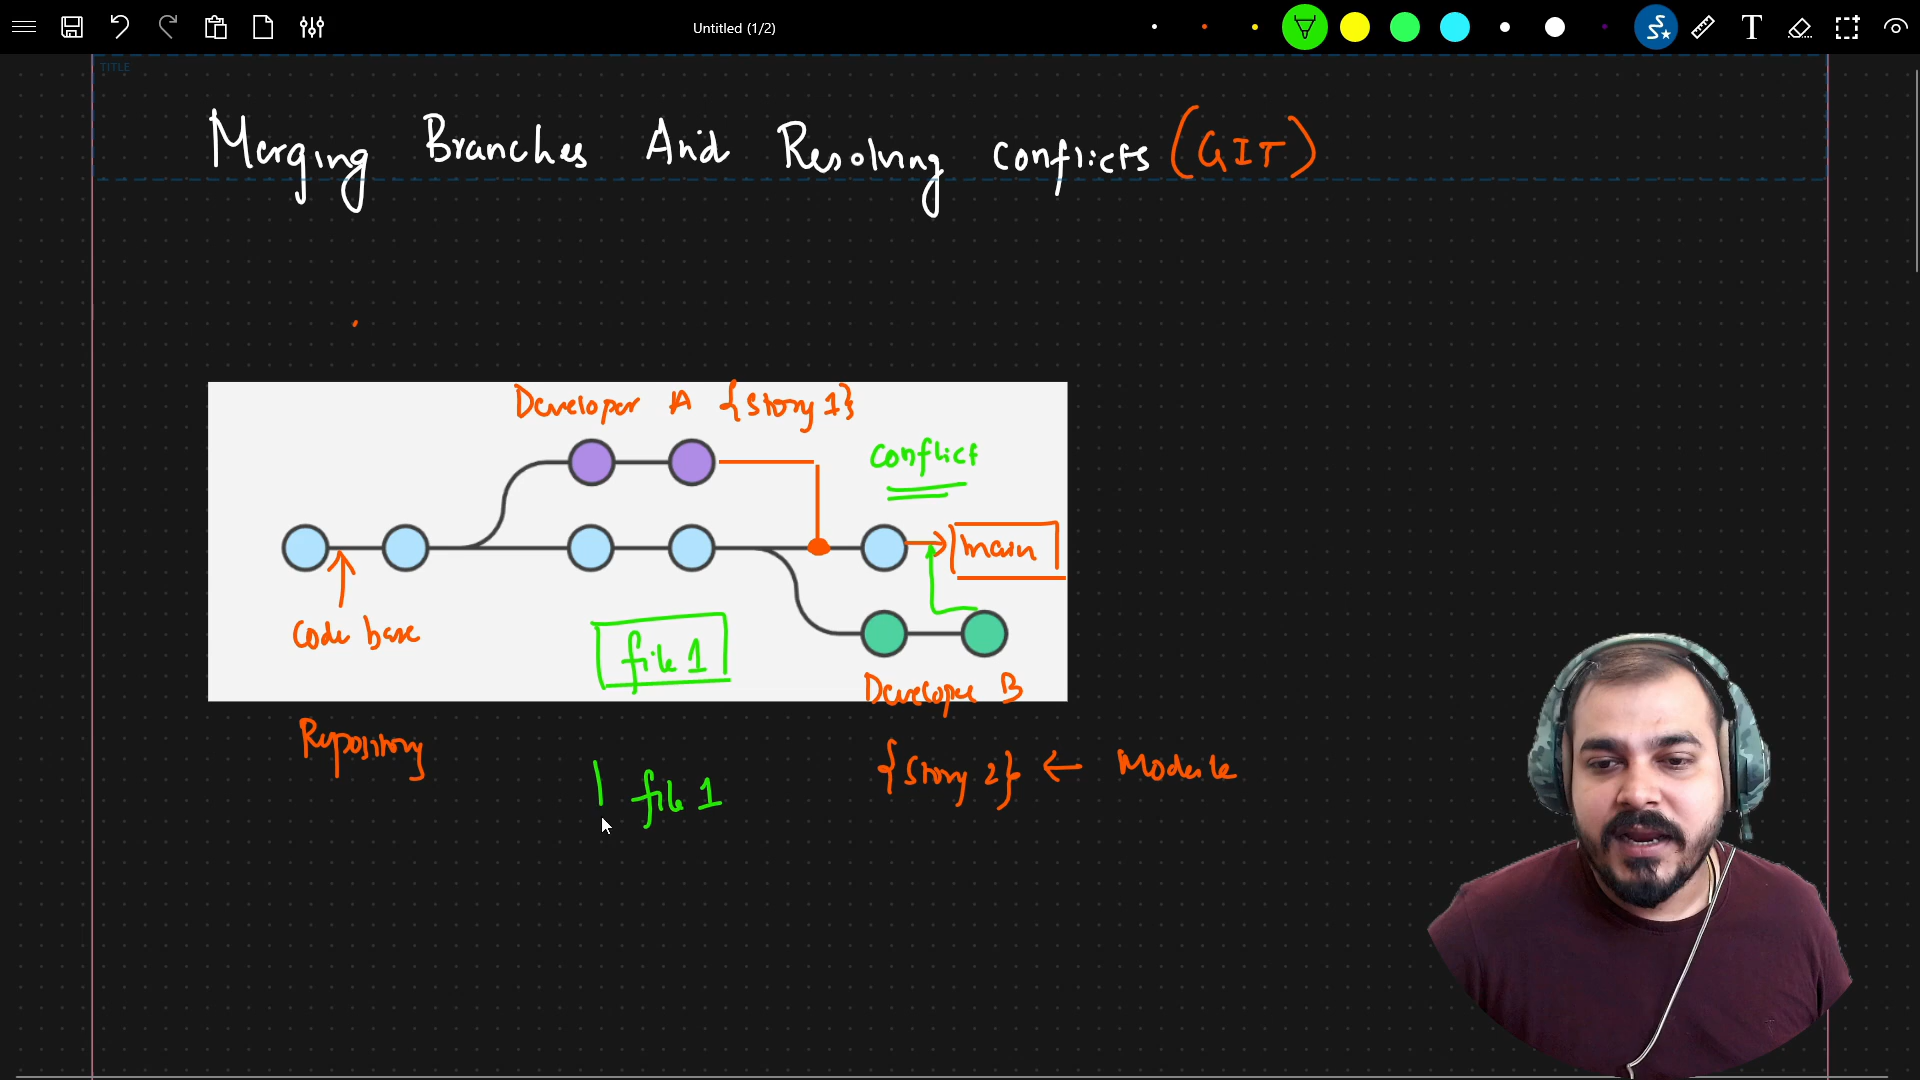 Untitled (1/2)
TITLE
Merging Branches And Resolving conflicts (GIT)
Developer A {Story 1}
Conflict
main
Code base
file 1
Developer B
Repository
file 1
{Story 2} ← Module